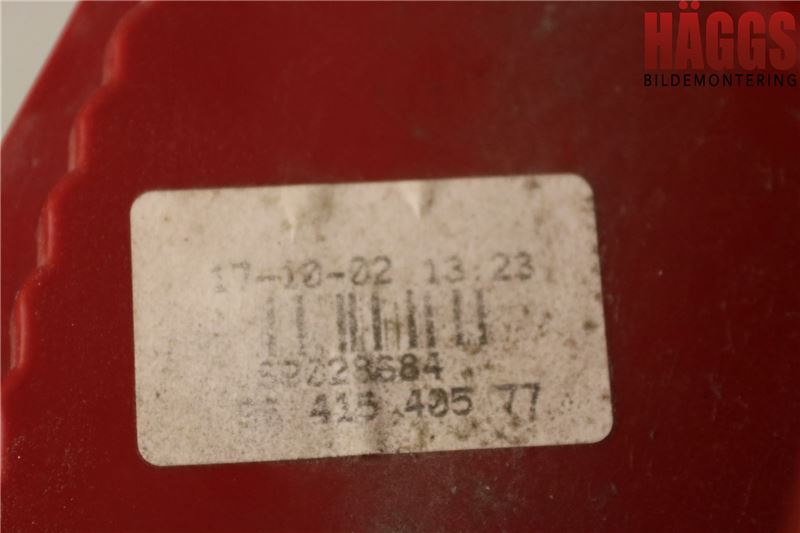 HÄGGS
BILDEMONTERING
17-10-02 13:23
415 405 77